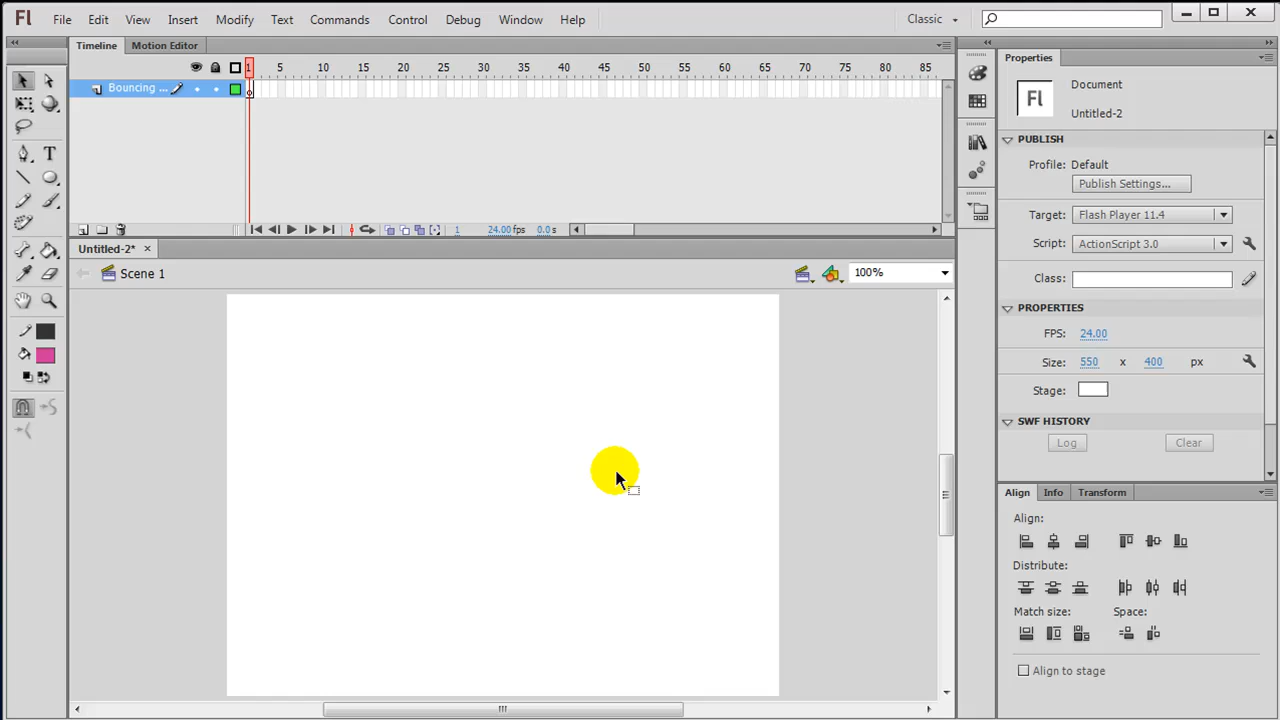 Fl File Edit View Insert Modify Text Commands Control Debug Window Help Classic
Timeline Motion Editor
1 5 10 15 20 25 30 35 40 45 50 55 60 65 70 75 80 85
Bouncing ...
1 24.00fps 0.0s
Untitled-2*
Scene 1 100%
Properties
Fl
Document
Untitled-2
PUBLISH
Profile: Default
Publish Settings...
Target: Flash Player 11.4
Script: ActionScript 3.0
Class:
PROPERTIES
FPS: 24.00
Size: 550 x 400 px
Stage:
SWF HISTORY
Log Clear
Align Info Transform
Align:
Distribute:
Match size: Space:
Align to stage